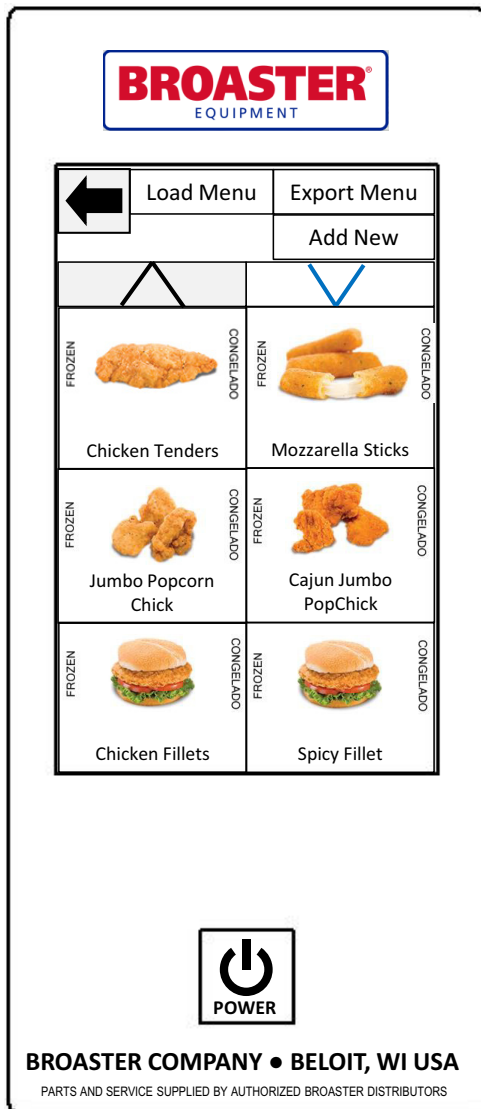 BROASTER®
EQUIPMENT
Load Menu
Export Menu
Add New
FROZEN
CONGELADO
Chicken Tenders
FROZEN
CONGELADO
Mozzarella Sticks
FROZEN
CONGELADO
Jumbo Popcorn
Chick
FROZEN
CONGELADO
Cajun Jumbo
PopChick
FROZEN
CONGELADO
Chicken Fillets
FROZEN
CONGELADO
Spicy Fillet
POWER
BROASTER COMPANY ● BELOIT, WI USA
PARTS AND SERVICE SUPPLIED BY AUTHORIZED BROASTER DISTRIBUTORS